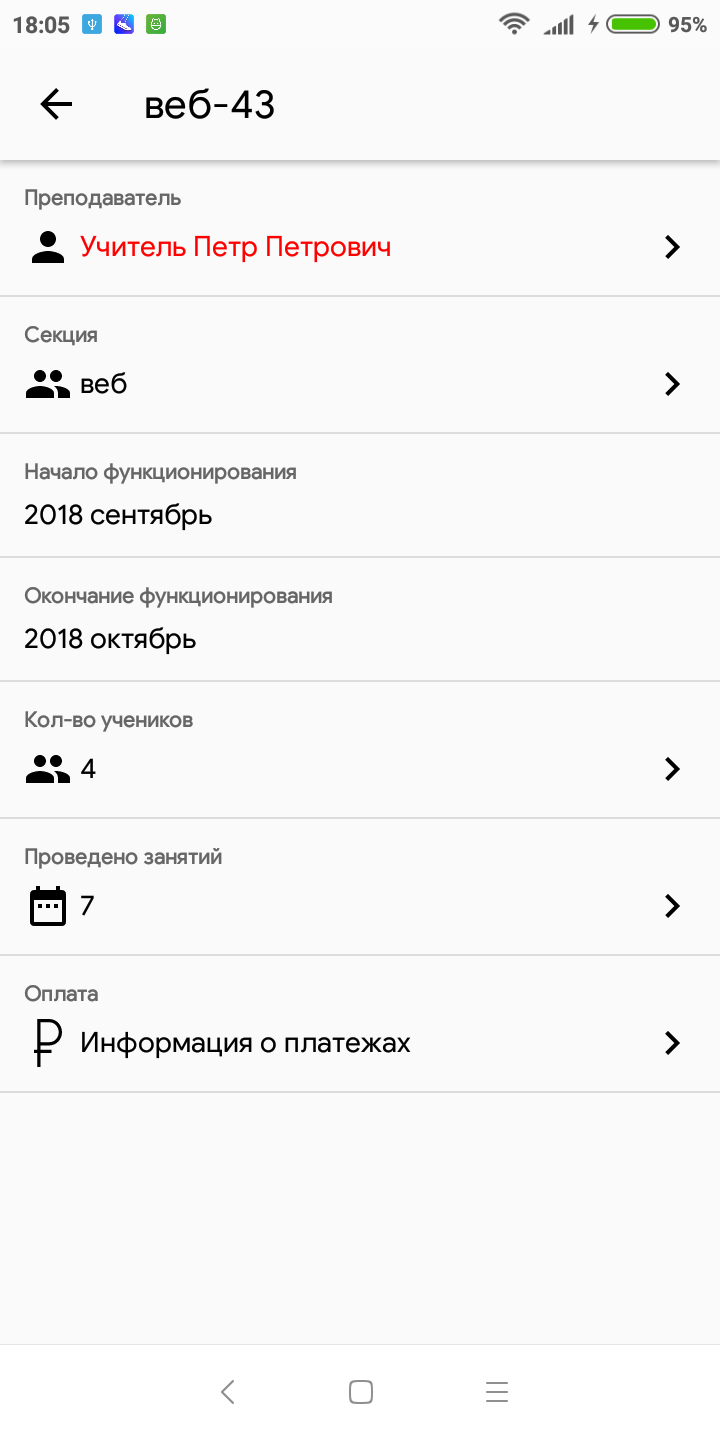 18:05 95%
веб-43
Преподаватель
Учитель Петр Петрович
Секция
веб
Начало функционирования
2018 сентябрь
Окончание функционирования
2018 октябрь
Кол-во учеников
4
Проведено занятий
7
Оплата
Информация о платежах